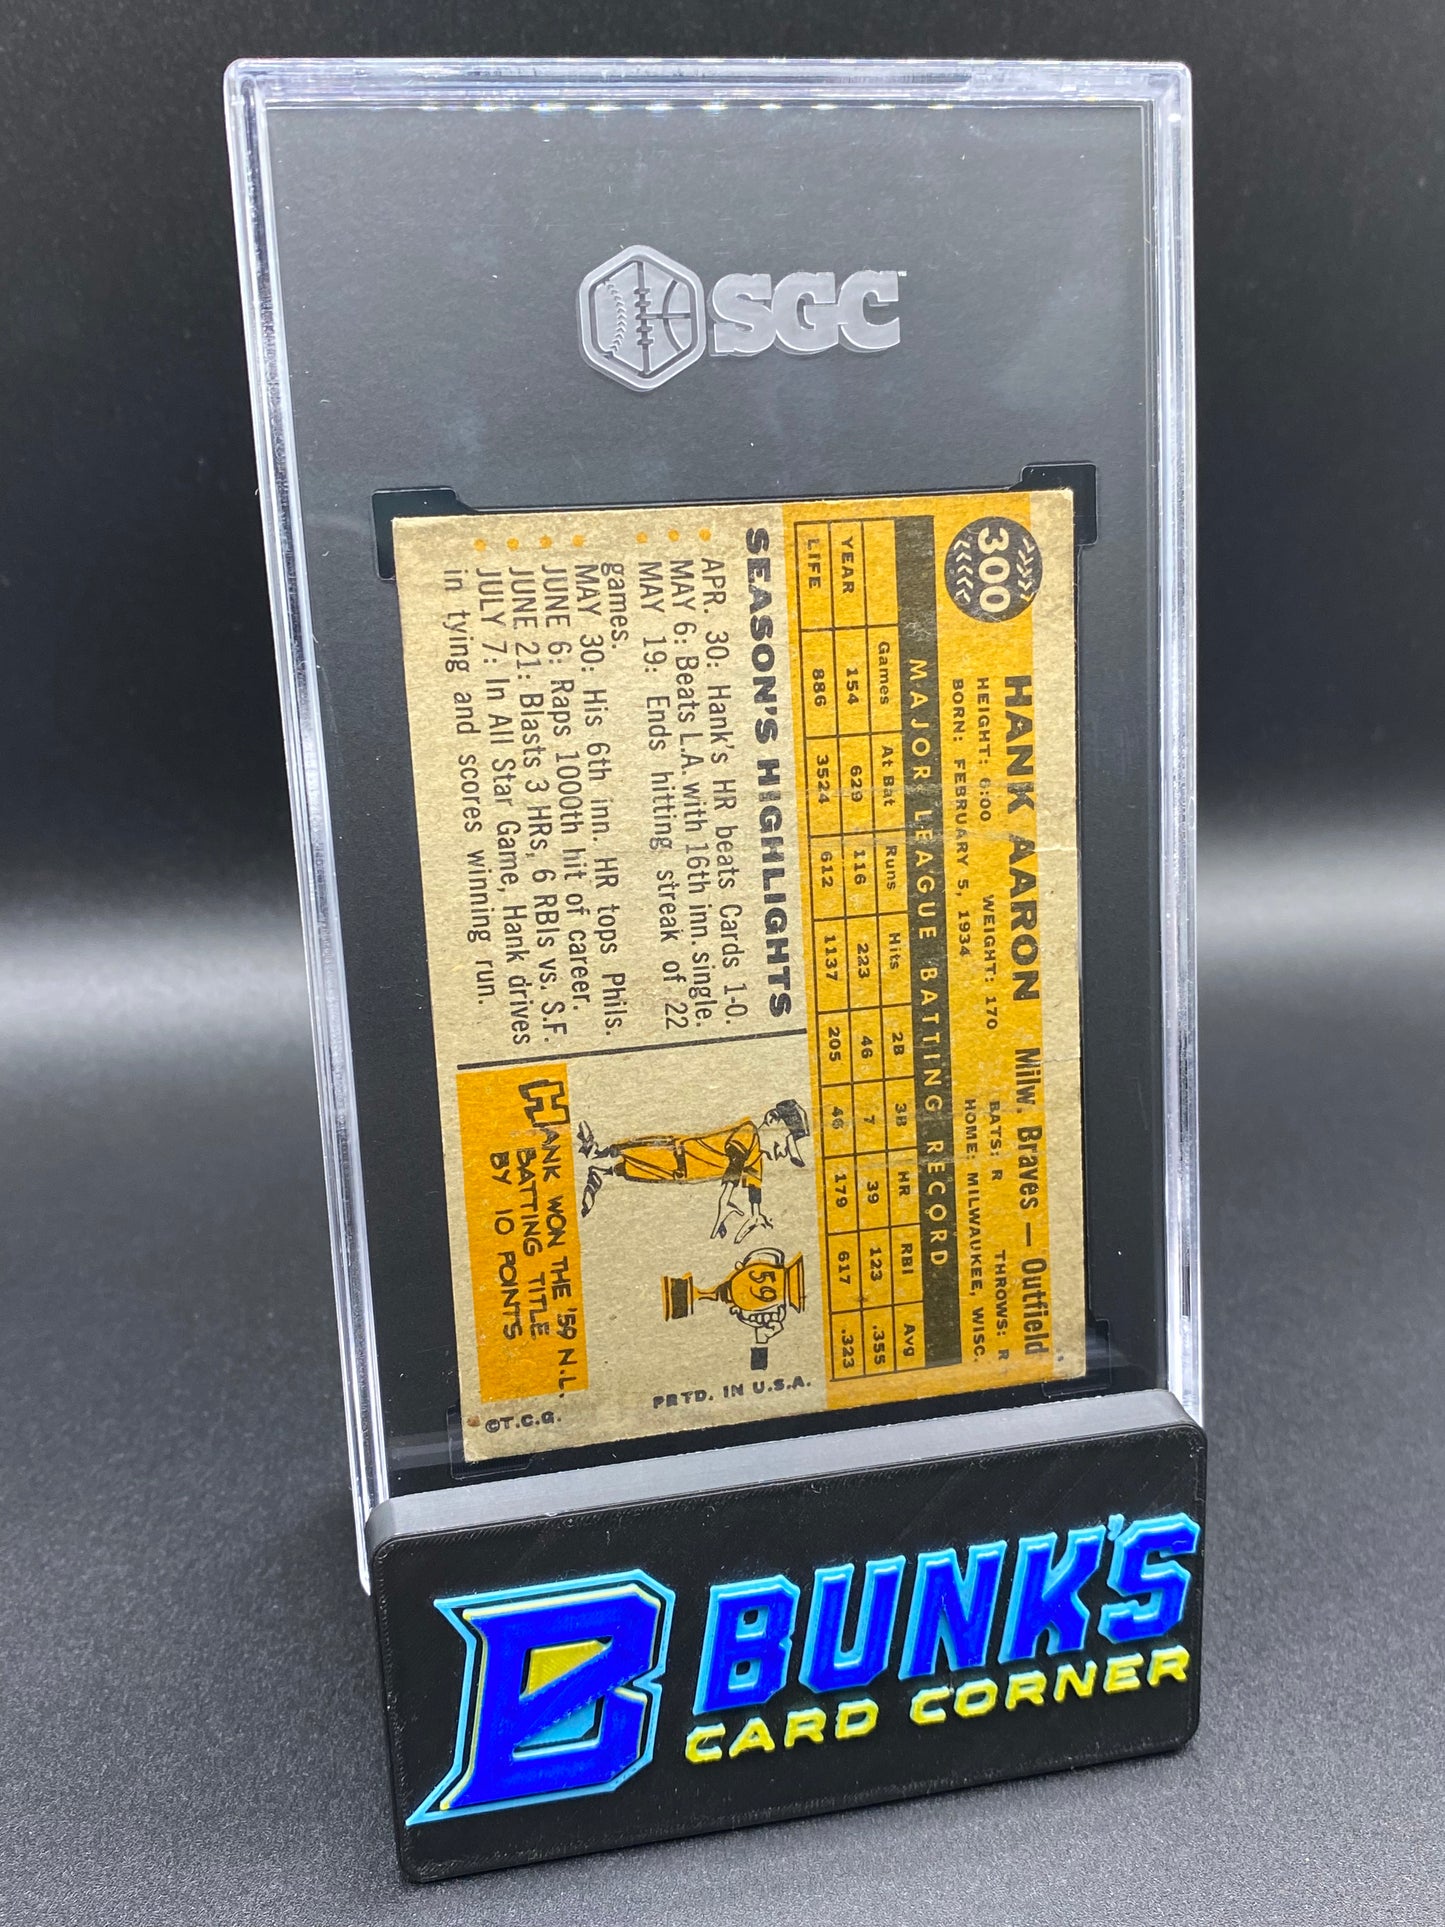 SGC
300
HANK AARON Milw. Braves — Outfield
HEIGHT: 6:00 WEIGHT: 170 BATS: R THROWS: R
BORN: FEBRUARY 5, 1934 HOME: MILWAUKEE, WISC.
MAJOR LEAGUE BATTING RECORD
Games At Bat Runs Hits 2B 3B HR RBI Avg
YEAR 154 629 116 223 46 7 39 123 .355
LIFE 886 3524 612 1137 205 46 179 617 .323
SEASON'S HIGHLIGHTS
• APR. 30: Hank's HR beats Cards 1-0.
• MAY 6: Beats L.A. with 16th inn. single.
• MAY 19: Ends hitting streak of 22
games.
• MAY 30: His 6th inn. HR tops Phils.
• JUNE 6: Raps 1000th hit of career.
• JUNE 21: Blasts 3 HRs, 6 RBIs vs. S.F.
• JULY 7: In All Star Game, Hank drives
in tying and scores winning run.
59
HANK WON THE '59 N.L.
BATTING TITLE
BY 10 POINTS
PRTD. IN U.S.A.
©T.C.G.
B
BUNK'S
CARD CORNER